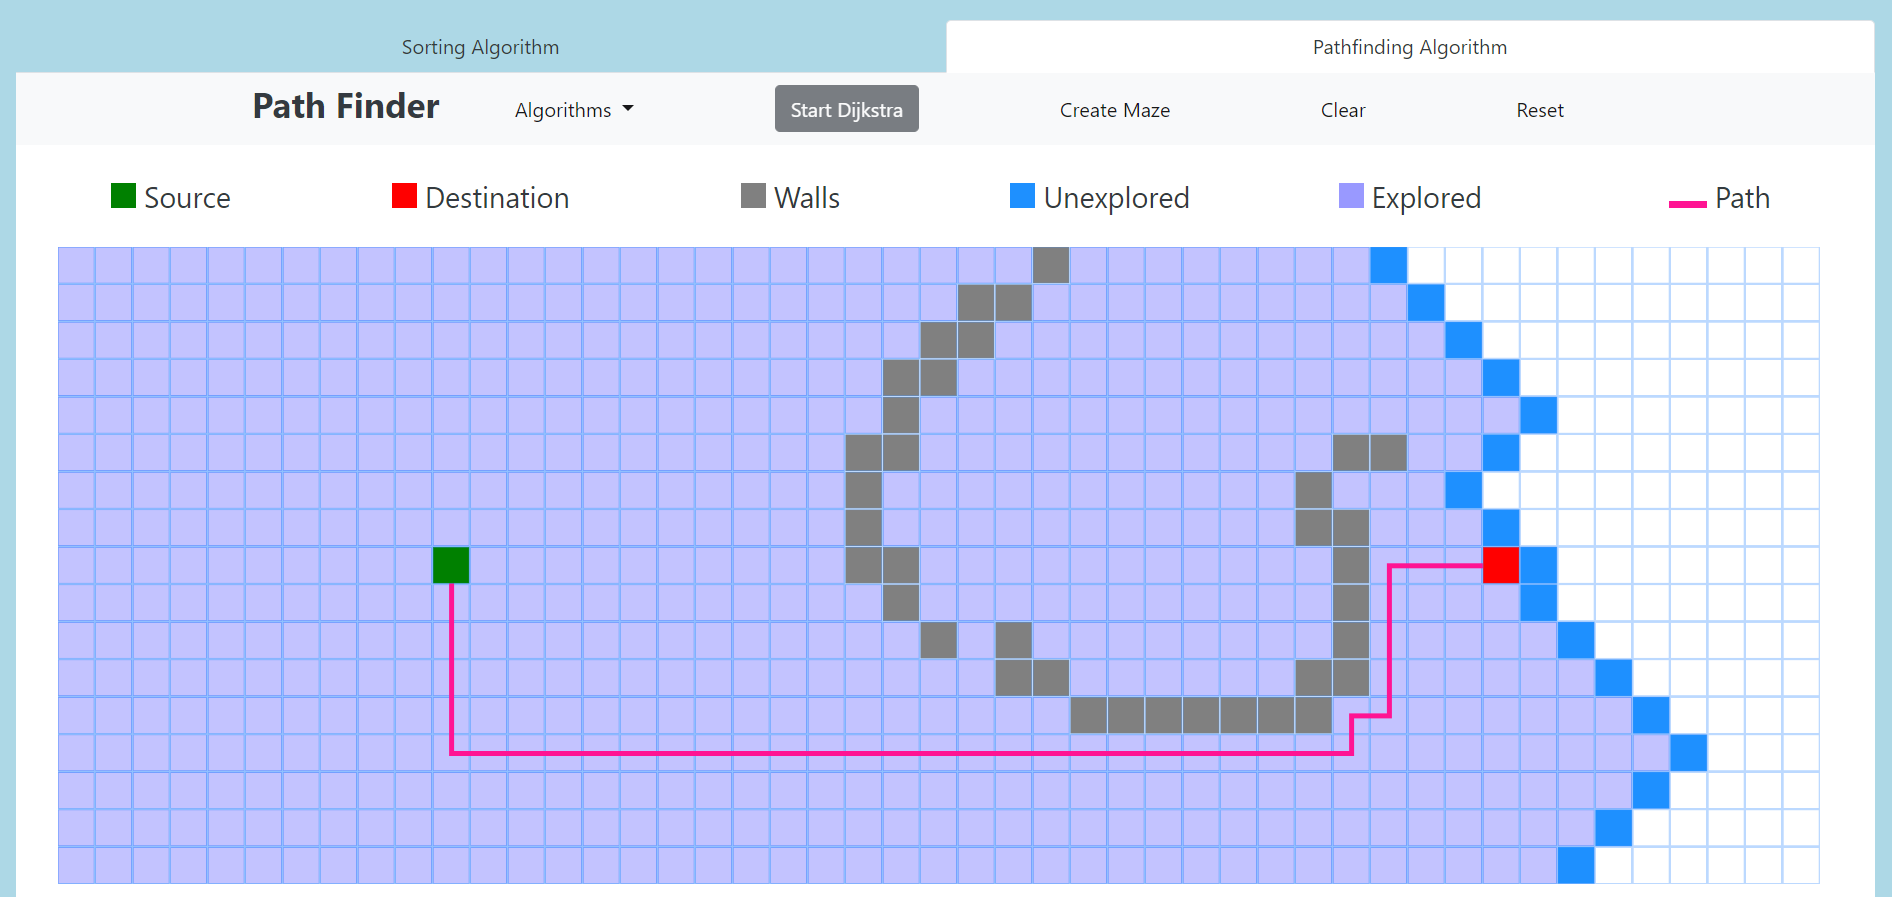 Sorting Algorithm
Pathfinding Algorithm
Path Finder
Algorithms
Start Dijkstra
Create Maze
Clear
Reset
Source
Destination
Walls
Unexplored
Explored
Path